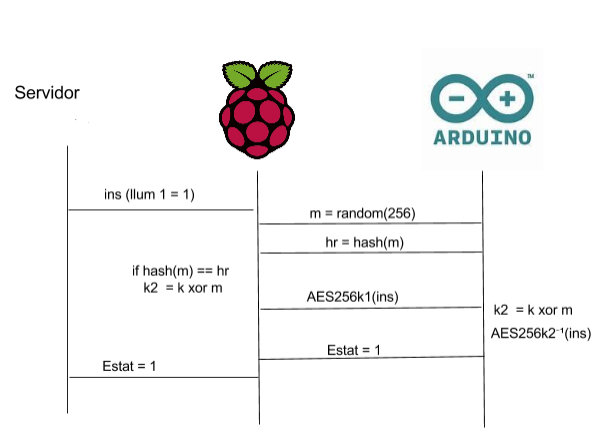 Servidor
ARDUINO
TM
ins (llum 1 = 1)
m = random(256)
hr = hash(m)
if hash(m) == hr
k2 = k xor m
AES256k1(ins)
k2 = k xor m
AES256k2⁻¹(ins)
Estat = 1
Estat = 1